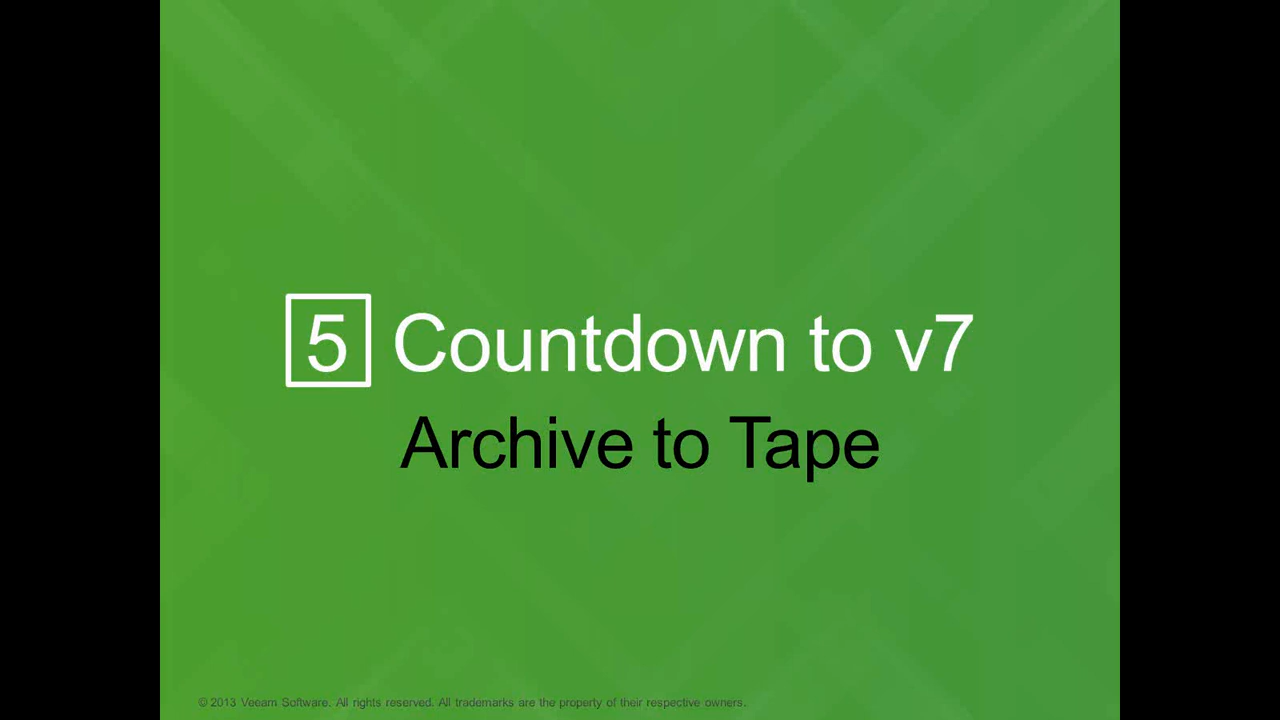 5 Countdown to v7
Archive to Tape
© 2013 Veeam Software. All rights reserved. All trademarks are the property of their respective owners.